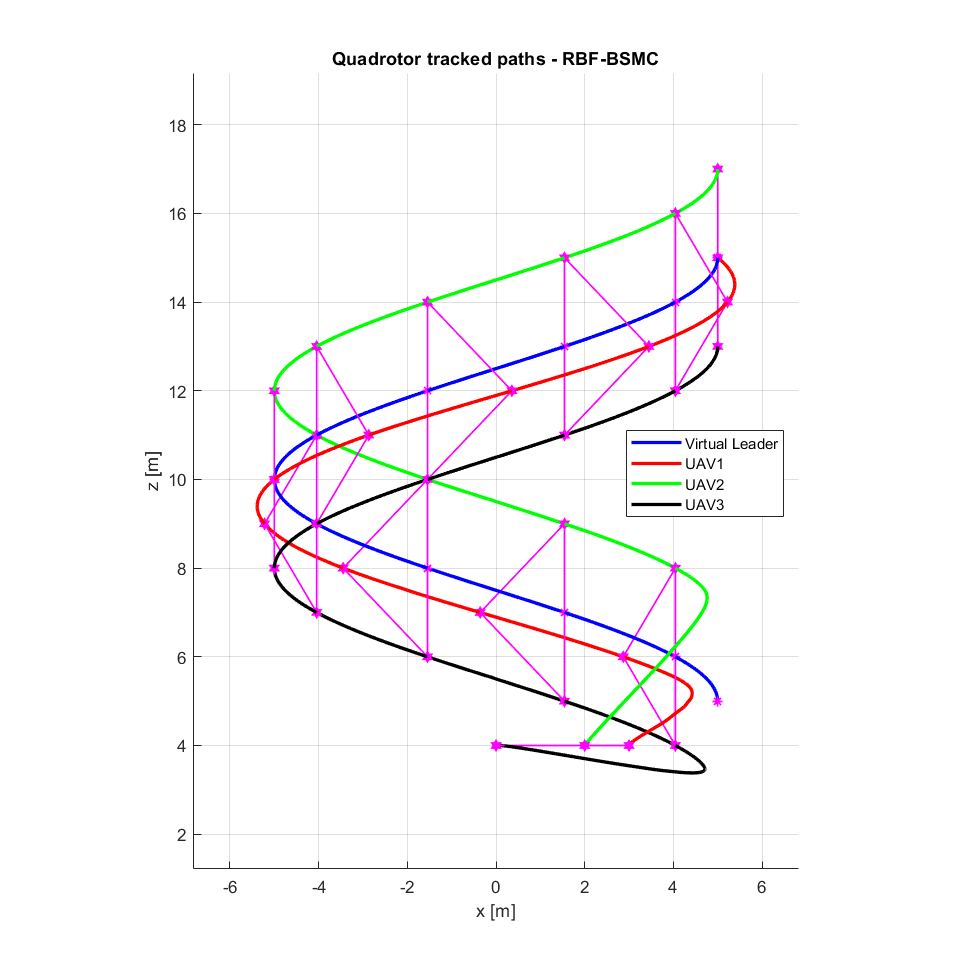 Quadrotor tracked paths - RBF-BSMC
18
16
14
12
10
8
6
4
2
z [m]
Virtual Leader
UAV1
UAV2
UAV3
-6 -4 -2 0 2 4 6
x [m]